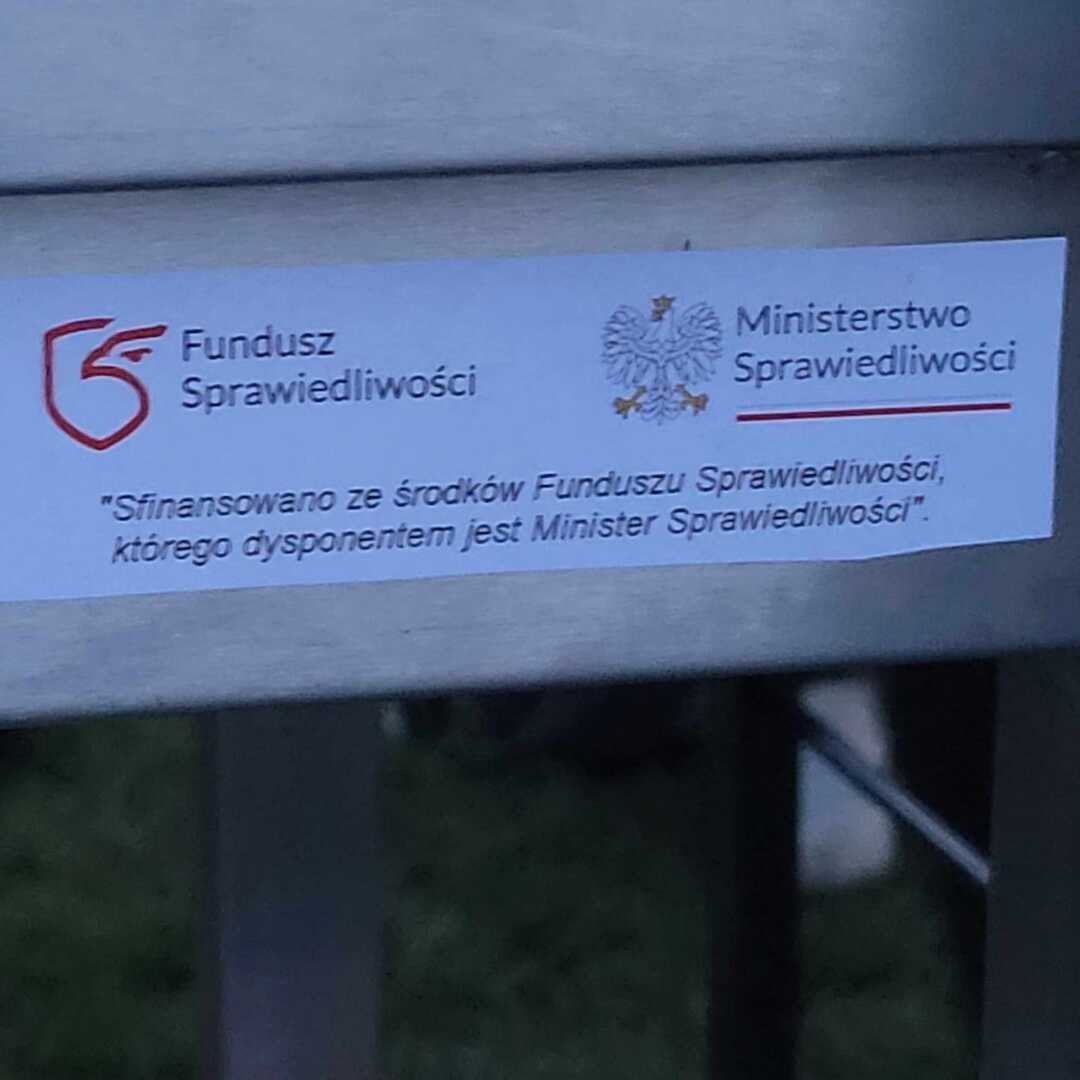 Fundusz
Sprawiedliwości
Ministerstwo
Sprawiedliwości
"Sfinansowano ze środków Funduszu Sprawiedliwości,
którego dysponentem jest Minister Sprawiedliwości".